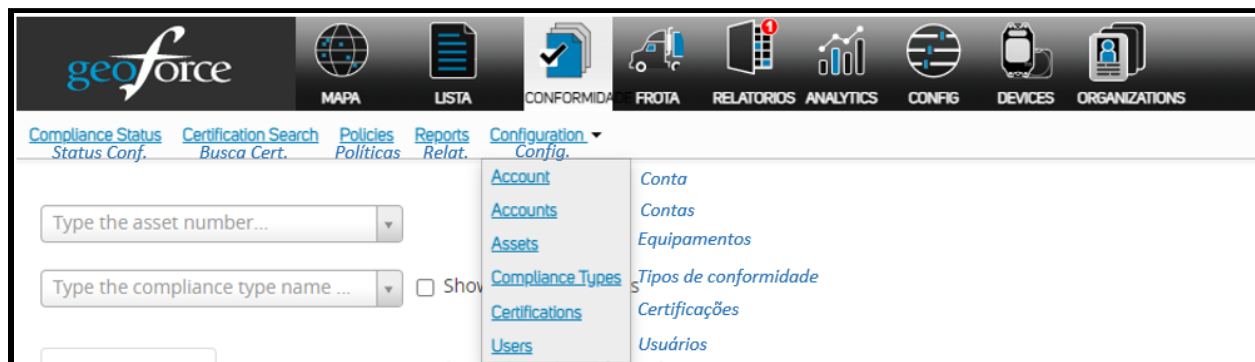 geoforce
MAPA LISTA CONFORMIDADE FROTA RELATORIOS ANALYTICS CONFIG DEVICES ORGANIZATIONS
1
Compliance Status Certification Search Policies Reports Configuration
Status Conf. Busca Cert. Políticas Relat. Config.
Account Conta
Accounts Contas
Type the asset number...
Assets Equipamentos
Type the compliance type name ... Compliance Types Tipos de conformidade
Certifications Certificações
Users Usuários